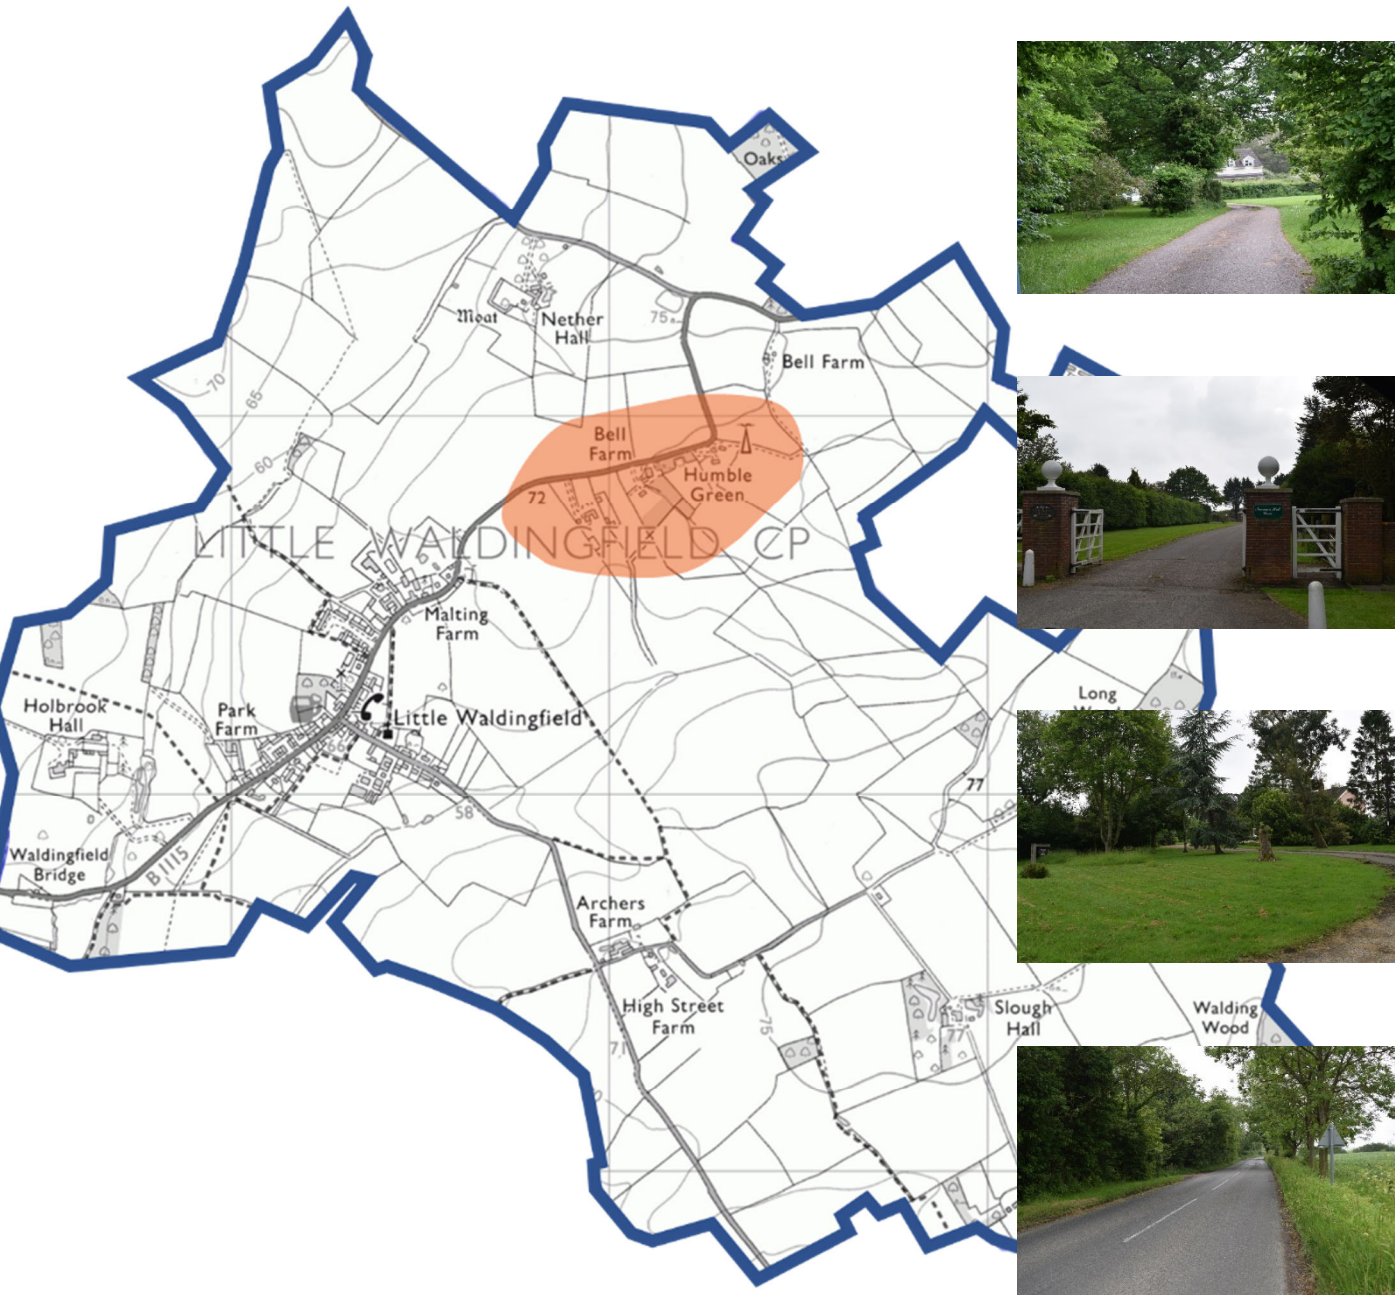 Oaks
Moat
Nether
Hall
75
Bell Farm
70
65
60
Bell
Farm
Humble
Green
72
LITTLE WALDINGFIELD CP
Malting
Farm
Holbrook
Hall
Park
Farm
Little Waldingfield
66
Long
58
77
Waldingfield
Bridge
B 1115
Archers
Farm
High Street
Farm
75
Slough
Hall
77
Walding
Wood
71